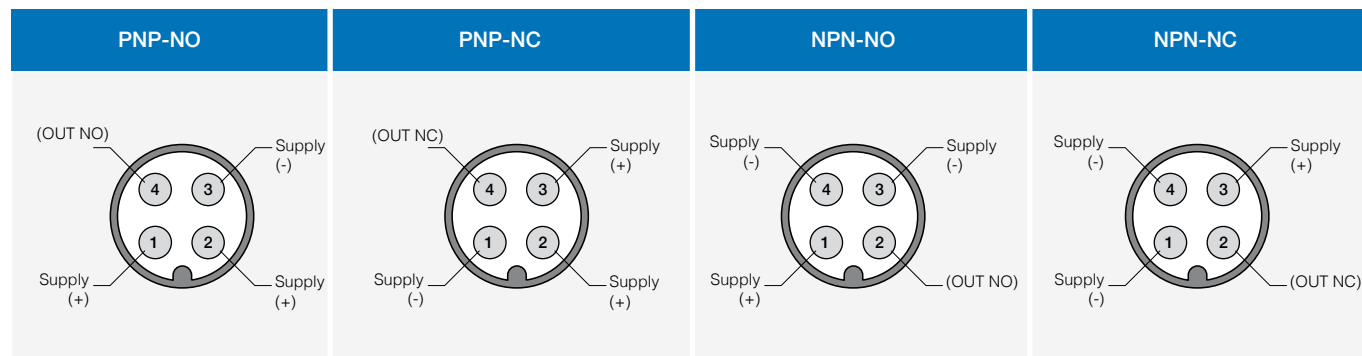 PNP-NO
PNP-NC
NPN-NO
NPN-NC
(OUT NO)
Supply
(-)
4
3
1
2
Supply
(+)
Supply
(+)
(OUT NC)
Supply
(+)
4
3
1
2
Supply
(-)
Supply
(+)
Supply
(-)
Supply
(-)
4
3
1
2
Supply
(+)
(OUT NO)
Supply
(-)
Supply
(+)
4
3
1
2
Supply
(-)
(OUT NC)